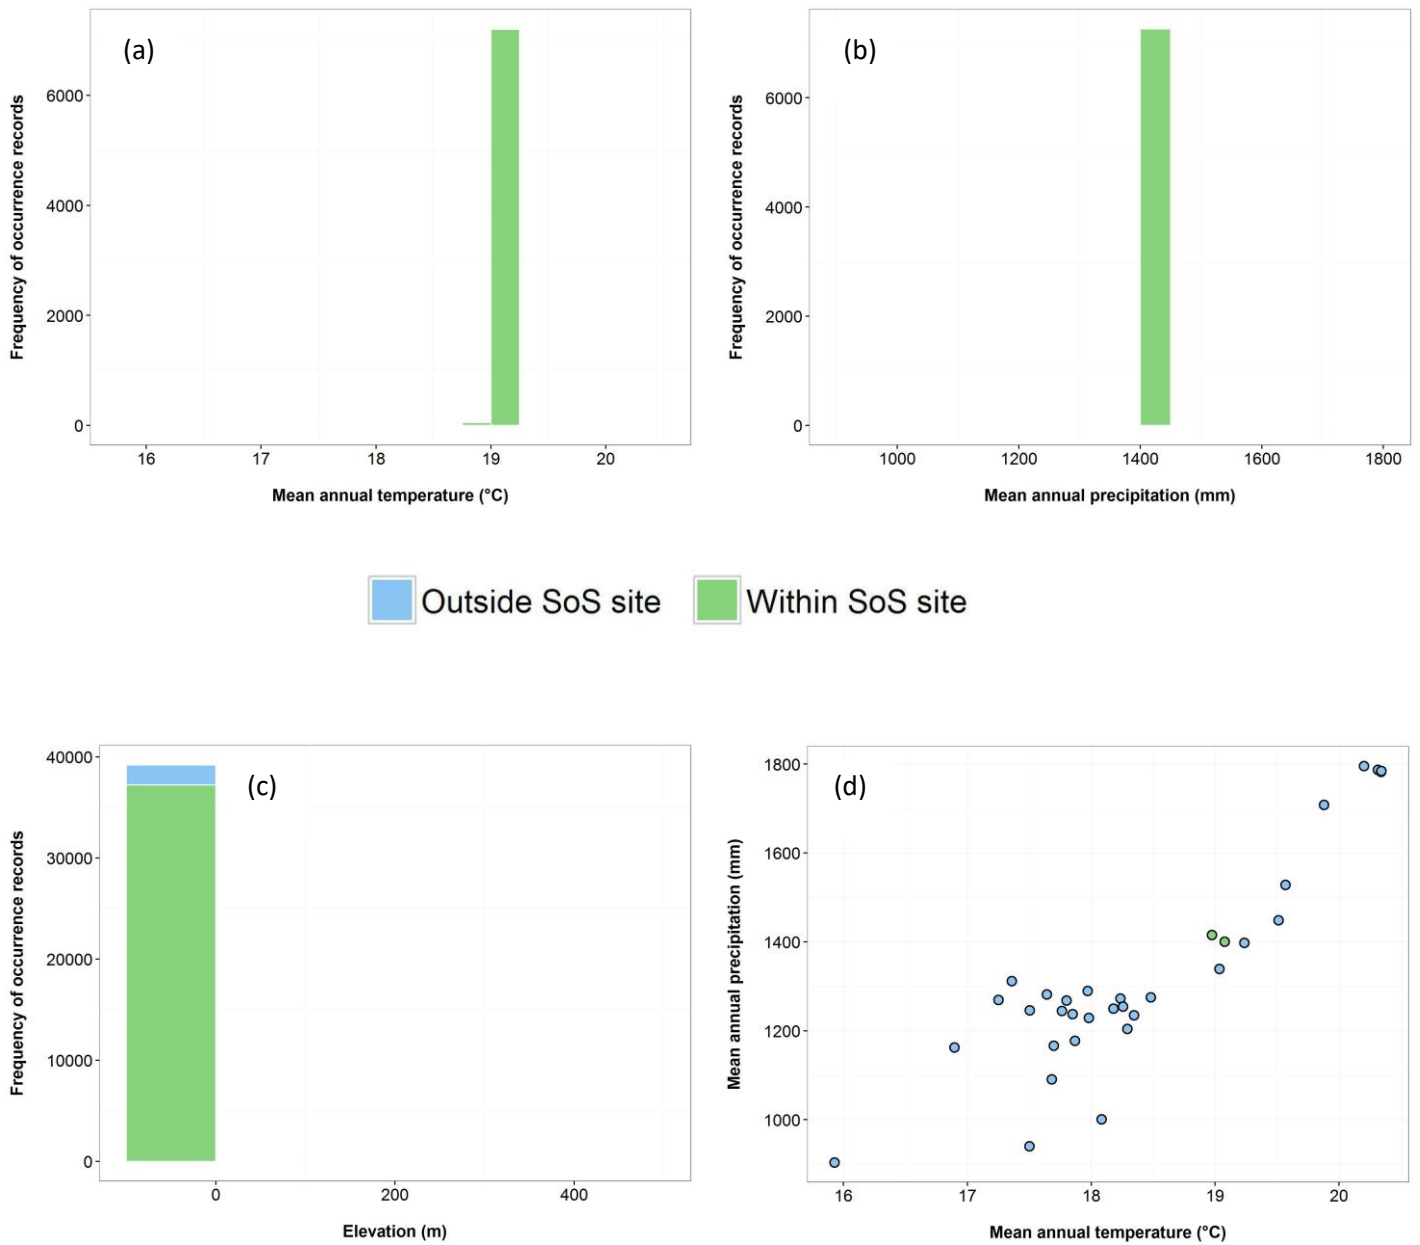 (a)
Frequency of occurrence records
6000
4000
2000
0
16 17 18 19 20
Mean annual temperature (°C)
(b)
Frequency of occurrence records
6000
4000
2000
0
1000 1200 1400 1600 1800
Mean annual precipitation (mm)
Outside SoS site
Within SoS site
(c)
Frequency of occurrence records
40000
30000
20000
10000
0
0 200 400
Elevation (m)
(d)
Mean annual precipitation (mm)
1800
1600
1400
1200
1000
16 17 18 19 20
Mean annual temperature (°C)